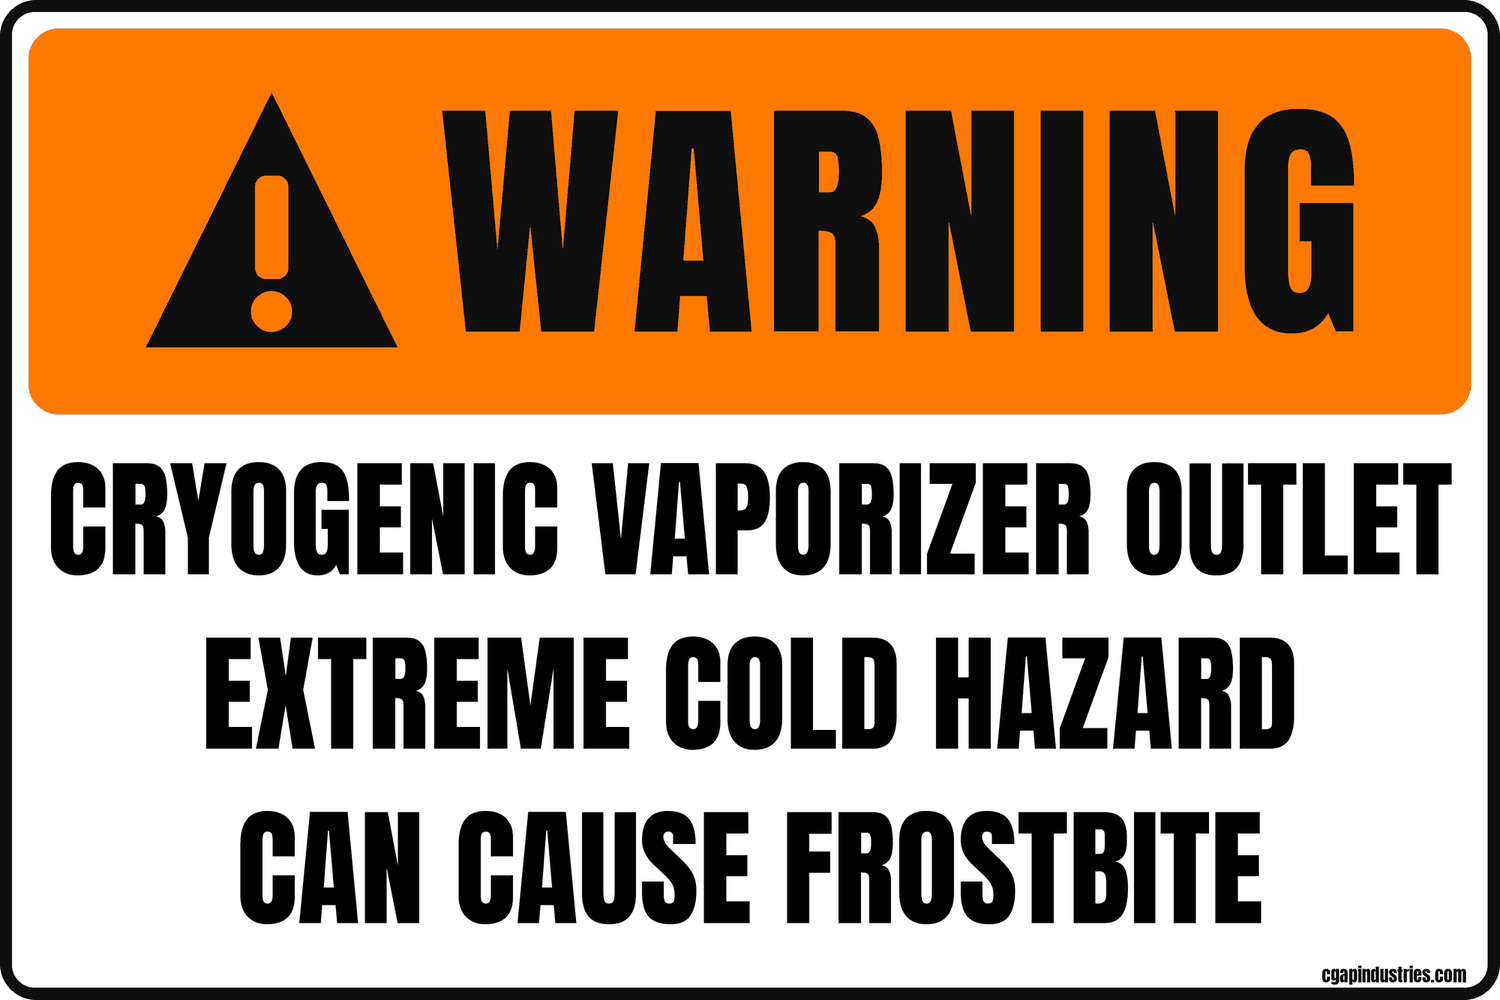 WARNING
CRYOGENIC VAPORIZER OUTLET
EXTREME COLD HAZARD
CAN CAUSE FROSTBITE
cgapindustries.com